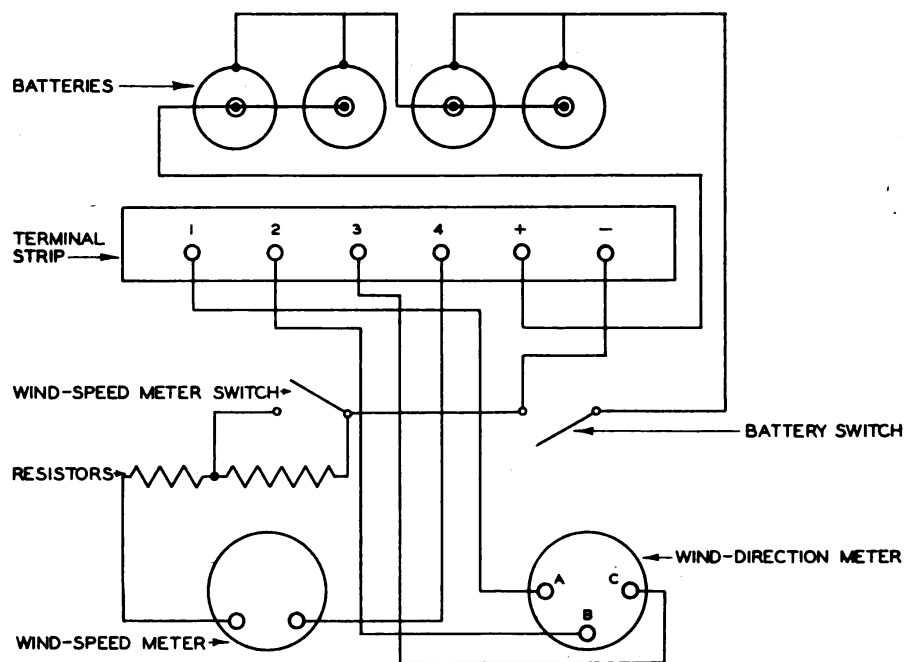 BATTERIES
1 2 3 4 + −
TERMINAL
STRIP
WIND-SPEED METER SWITCH
BATTERY SWITCH
RESISTORS
WIND-DIRECTION METER
A C
B
WIND-SPEED METER